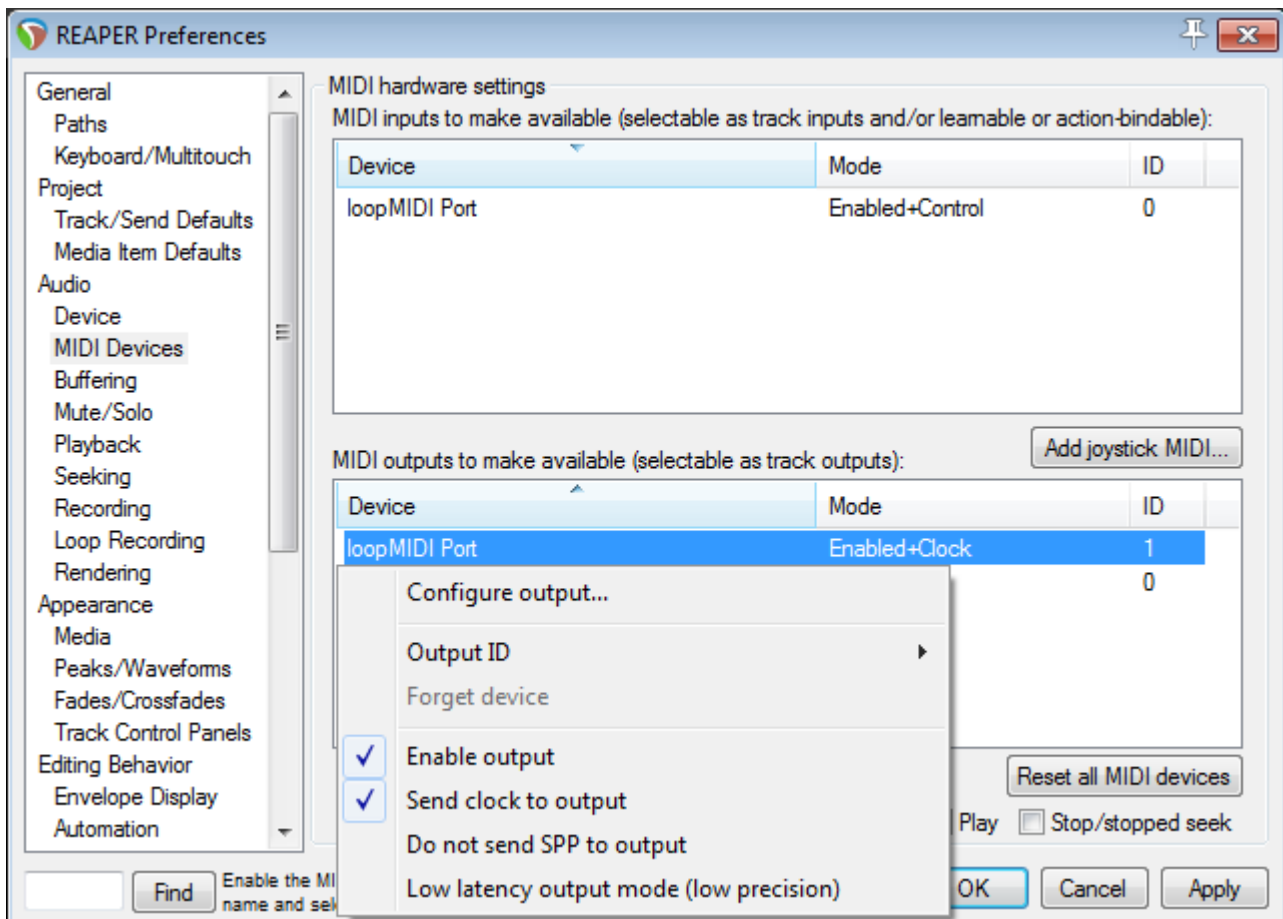 REAPER Preferences
General
Paths
Keyboard/Multitouch
Project
Track/Send Defaults
Media Item Defaults
Audio
Device
MIDI Devices
Buffering
Mute/Solo
Playback
Seeking
Recording
Loop Recording
Rendering
Appearance
Media
Peaks/Waveforms
Fades/Crossfades
Track Control Panels
Editing Behavior
Envelope Display
Automation
MIDI hardware settings
MIDI inputs to make available (selectable as track inputs and/or learnable or action-bindable):
Device Mode ID
loopMIDI Port Enabled+Control 0
Add joystick MIDI...
MIDI outputs to make available (selectable as track outputs):
Device Mode ID
loopMIDI Port Enabled+Clock 1
0
Configure output...
Output ID
Forget device
Enable output
Send clock to output
Do not send SPP to output
Low latency output mode (low precision)
Reset all MIDI devices
Play Stop/stopped seek
Find
Enable the MI
name and sel
OK Cancel Apply